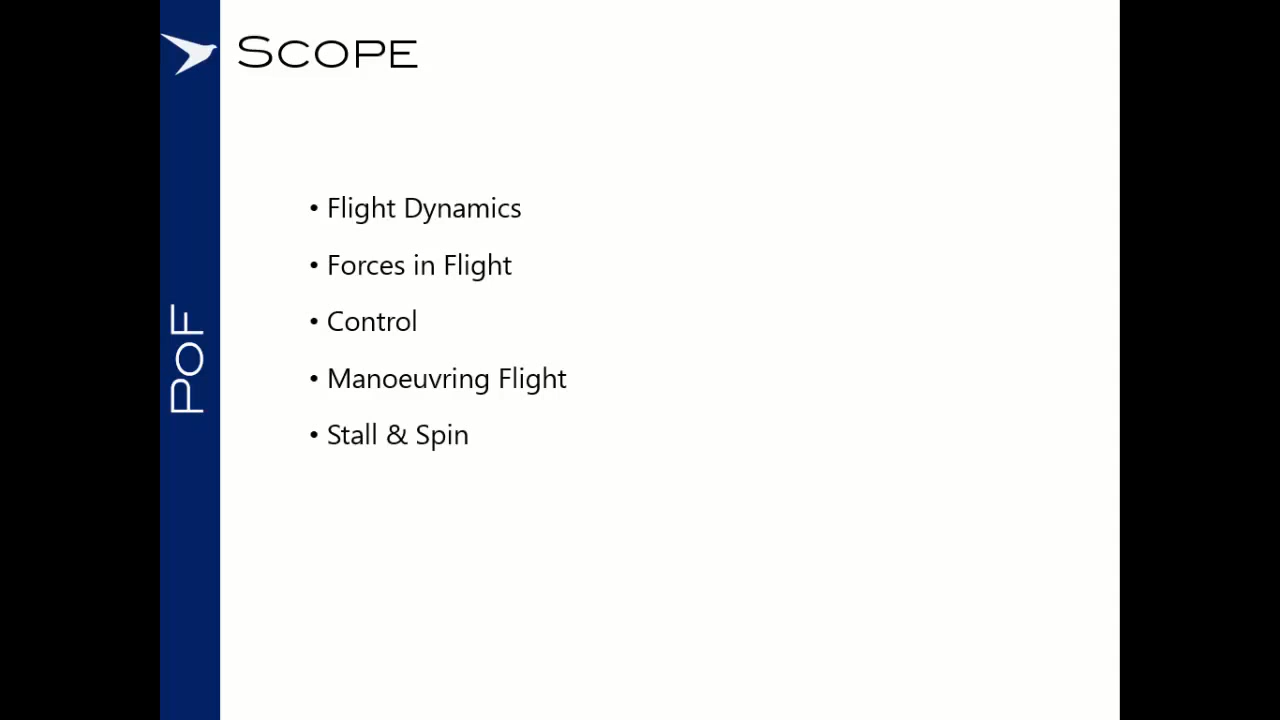 Scope
• Flight Dynamics
• Forces in Flight
• Control
• Manoeuvring Flight
• Stall & Spin
PoF